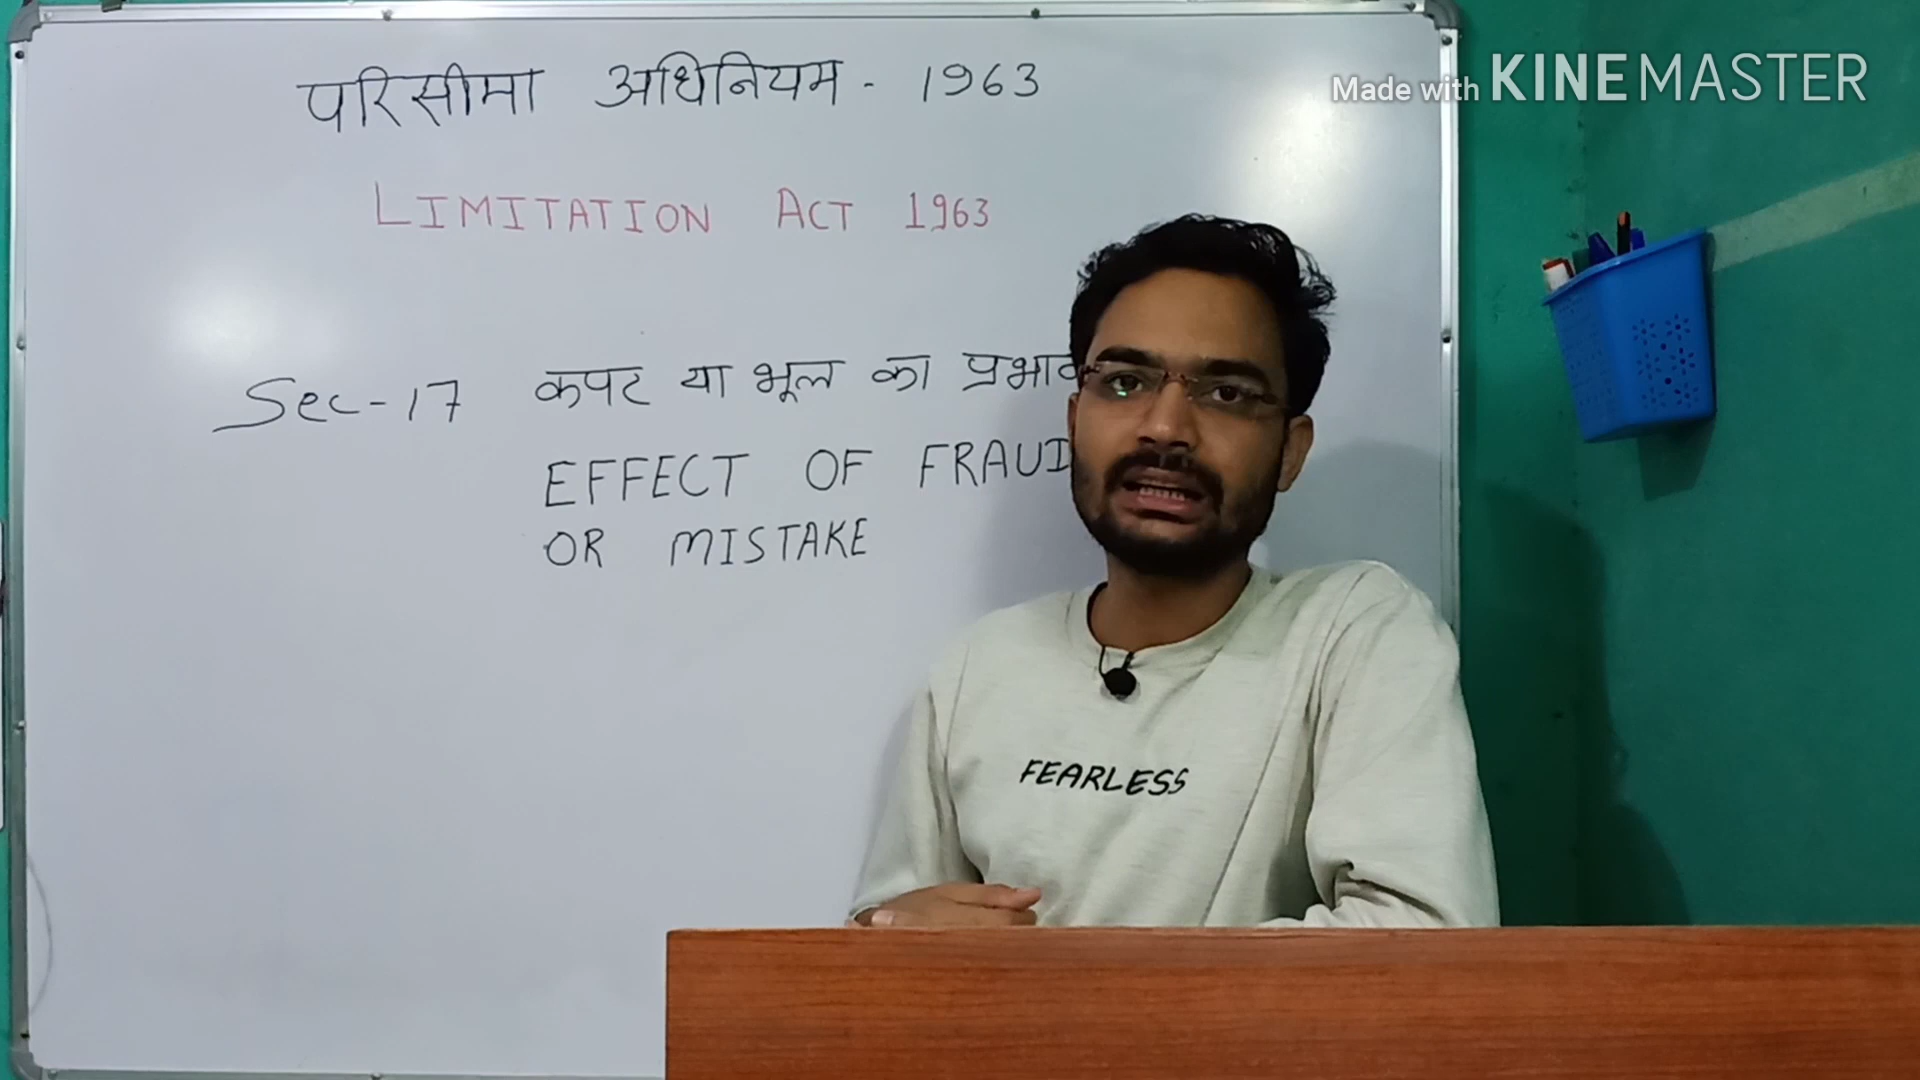 परिसीमा अधिनियम - 1963
LIMITATION ACT 1963
Sec-17 कपट या भूल का प्रभाव
EFFECT OF FRAUD
OR MISTAKE
Made with KINEMASTER
FEARLESS